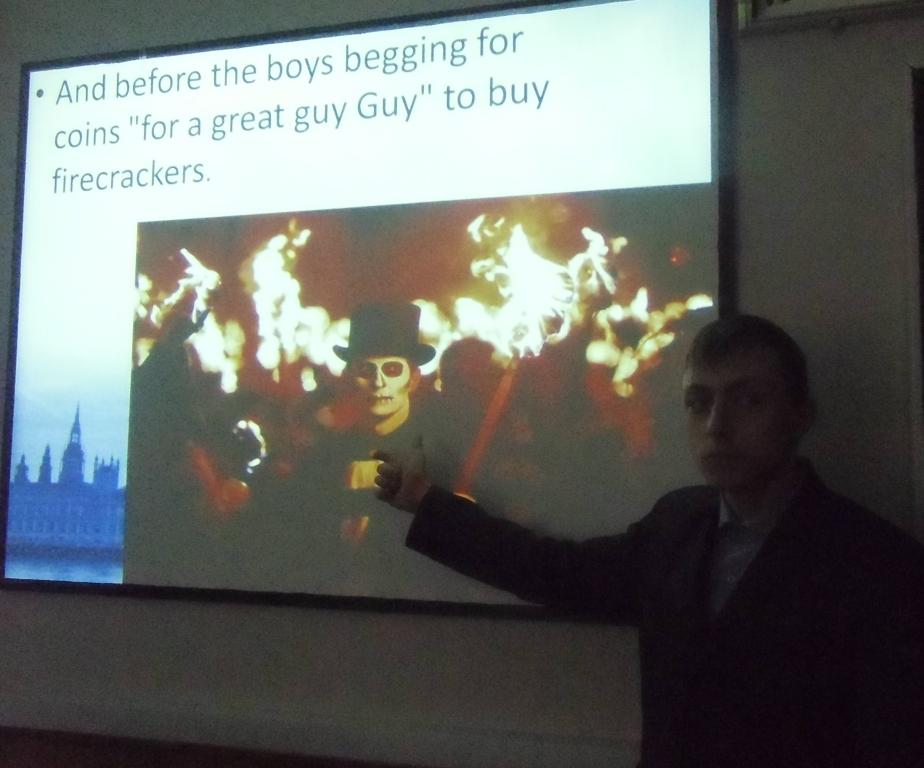 • And before the boys begging for
coins "for a great guy Guy" to buy
firecrackers.